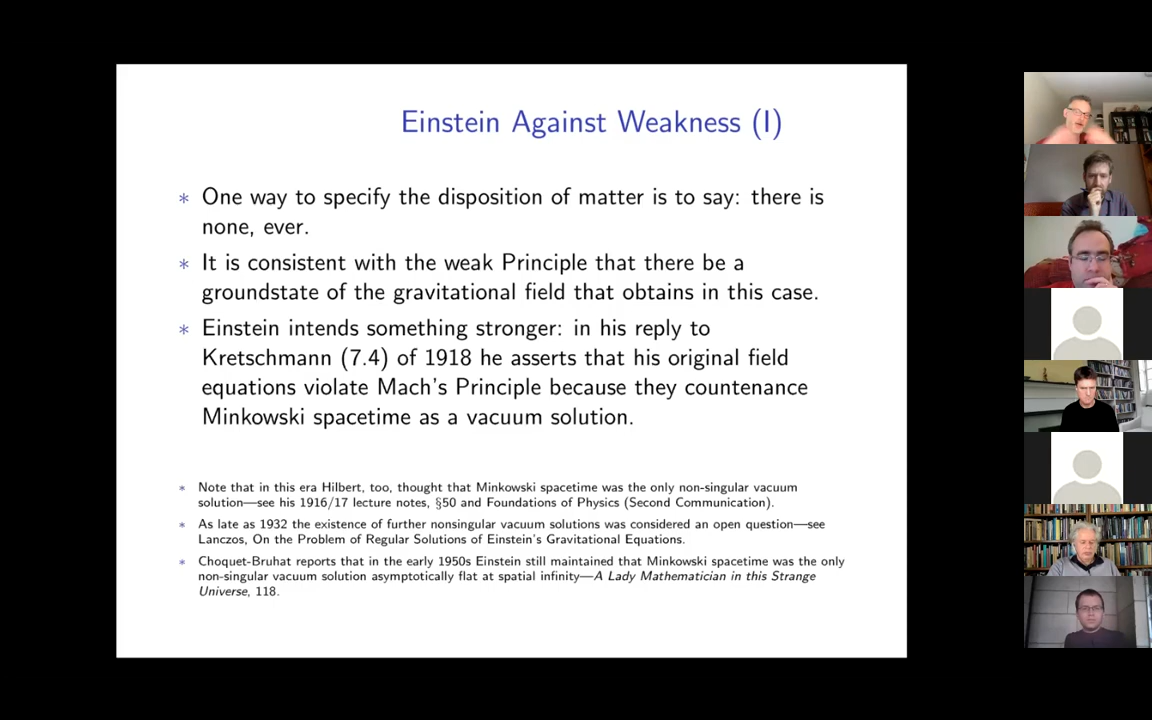 Einstein Against Weakness (I)
* One way to specify the disposition of matter is to say: there is
none, ever.
* It is consistent with the weak Principle that there be a
groundstate of the gravitational field that obtains in this case.
* Einstein intends something stronger: in his reply to
Kretschmann (7.4) of 1918 he asserts that his original field
equations violate Mach's Principle because they countenance
Minkowski spacetime as a vacuum solution.
* Note that in this era Hilbert, too, thought that Minkowski spacetime was the only non-singular vacuum
solution—see his 1916/17 lecture notes, §50 and Foundations of Physics (Second Communication).
* As late as 1932 the existence of further nonsingular vacuum solutions was considered an open question—see
Lanczos, On the Problem of Regular Solutions of Einstein's Gravitational Equations.
* Choquet-Bruhat reports that in the early 1950s Einstein still maintained that Minkowski spacetime was the only
non-singular vacuum solution asymptotically flat at spatial infinity—A Lady Mathematician in this Strange
Universe, 118.